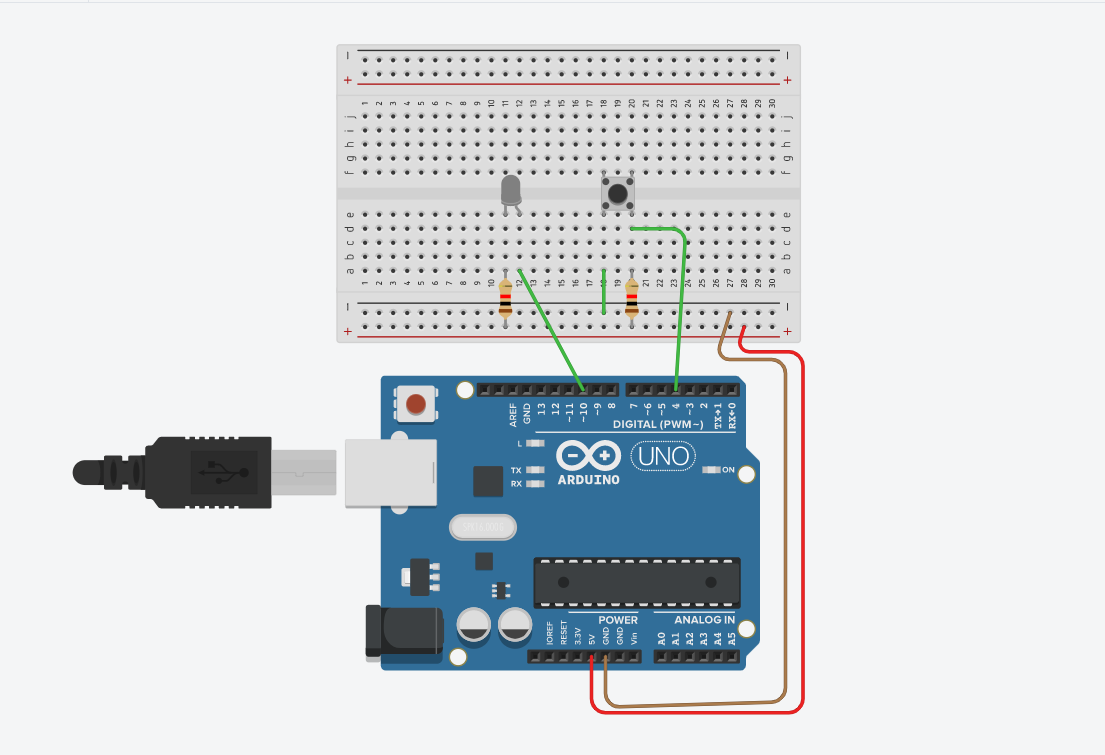 − −
+ +
1 2 3 4 5 6 7 8 9 10 11 12 13 14 15 16 17 18 19 20 21 22 23 24 25 26 27 28 29 30
j j
i i
h h
g g
f f
e e
d d
c c
b b
a a
10 12 13 14 15 16 17 19 21 22 23 24 25 26 27 28 29 30
1 2 3 4 5 6 7 8 9
− −
+ +
AREF
GND
13
12
~11
~10
~9
8
7
~6
~5
4
~3
2
TX→1
RX←0
DIGITAL (PWM~)
L
TX
RX
ARDUINO
UNO
ON
POWER
ANALOG IN
IOREF
RESET
3.3V
5V
GND
GND
Vin
A0
A1
A2
A3
A4
A5